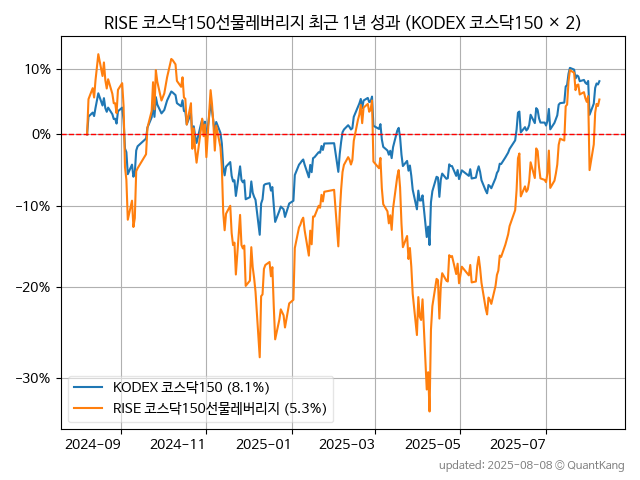 RISE 코스닥150선물레버리지 최근 1년 성과 (KODEX 코스닥150 × 2)
10%
0%
−10%
−20%
−30%
KODEX 코스닥150 (8.1%)
RISE 코스닥150선물레버리지 (5.3%)
2024-09 2024-11 2025-01 2025-03 2025-05 2025-07
updated: 2025-08-08 © QuantKang